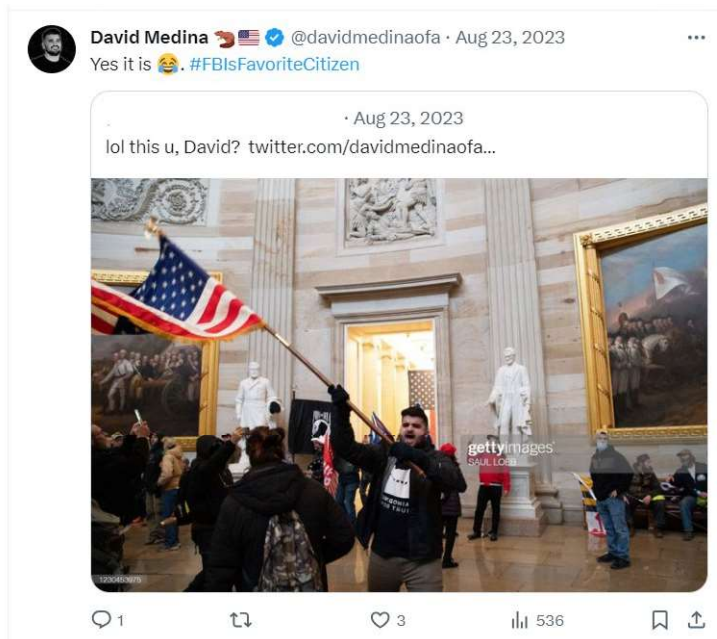 David Medina 🦫🇺🇸 @davidmedinaofa · Aug 23, 2023
Yes it is 😂. #FBIsFavoriteCitizen
· Aug 23, 2023
lol this u, David? twitter.com/davidmedinaofa...
gettyimages®
SAUL LOEB
1230453675
1
3
536